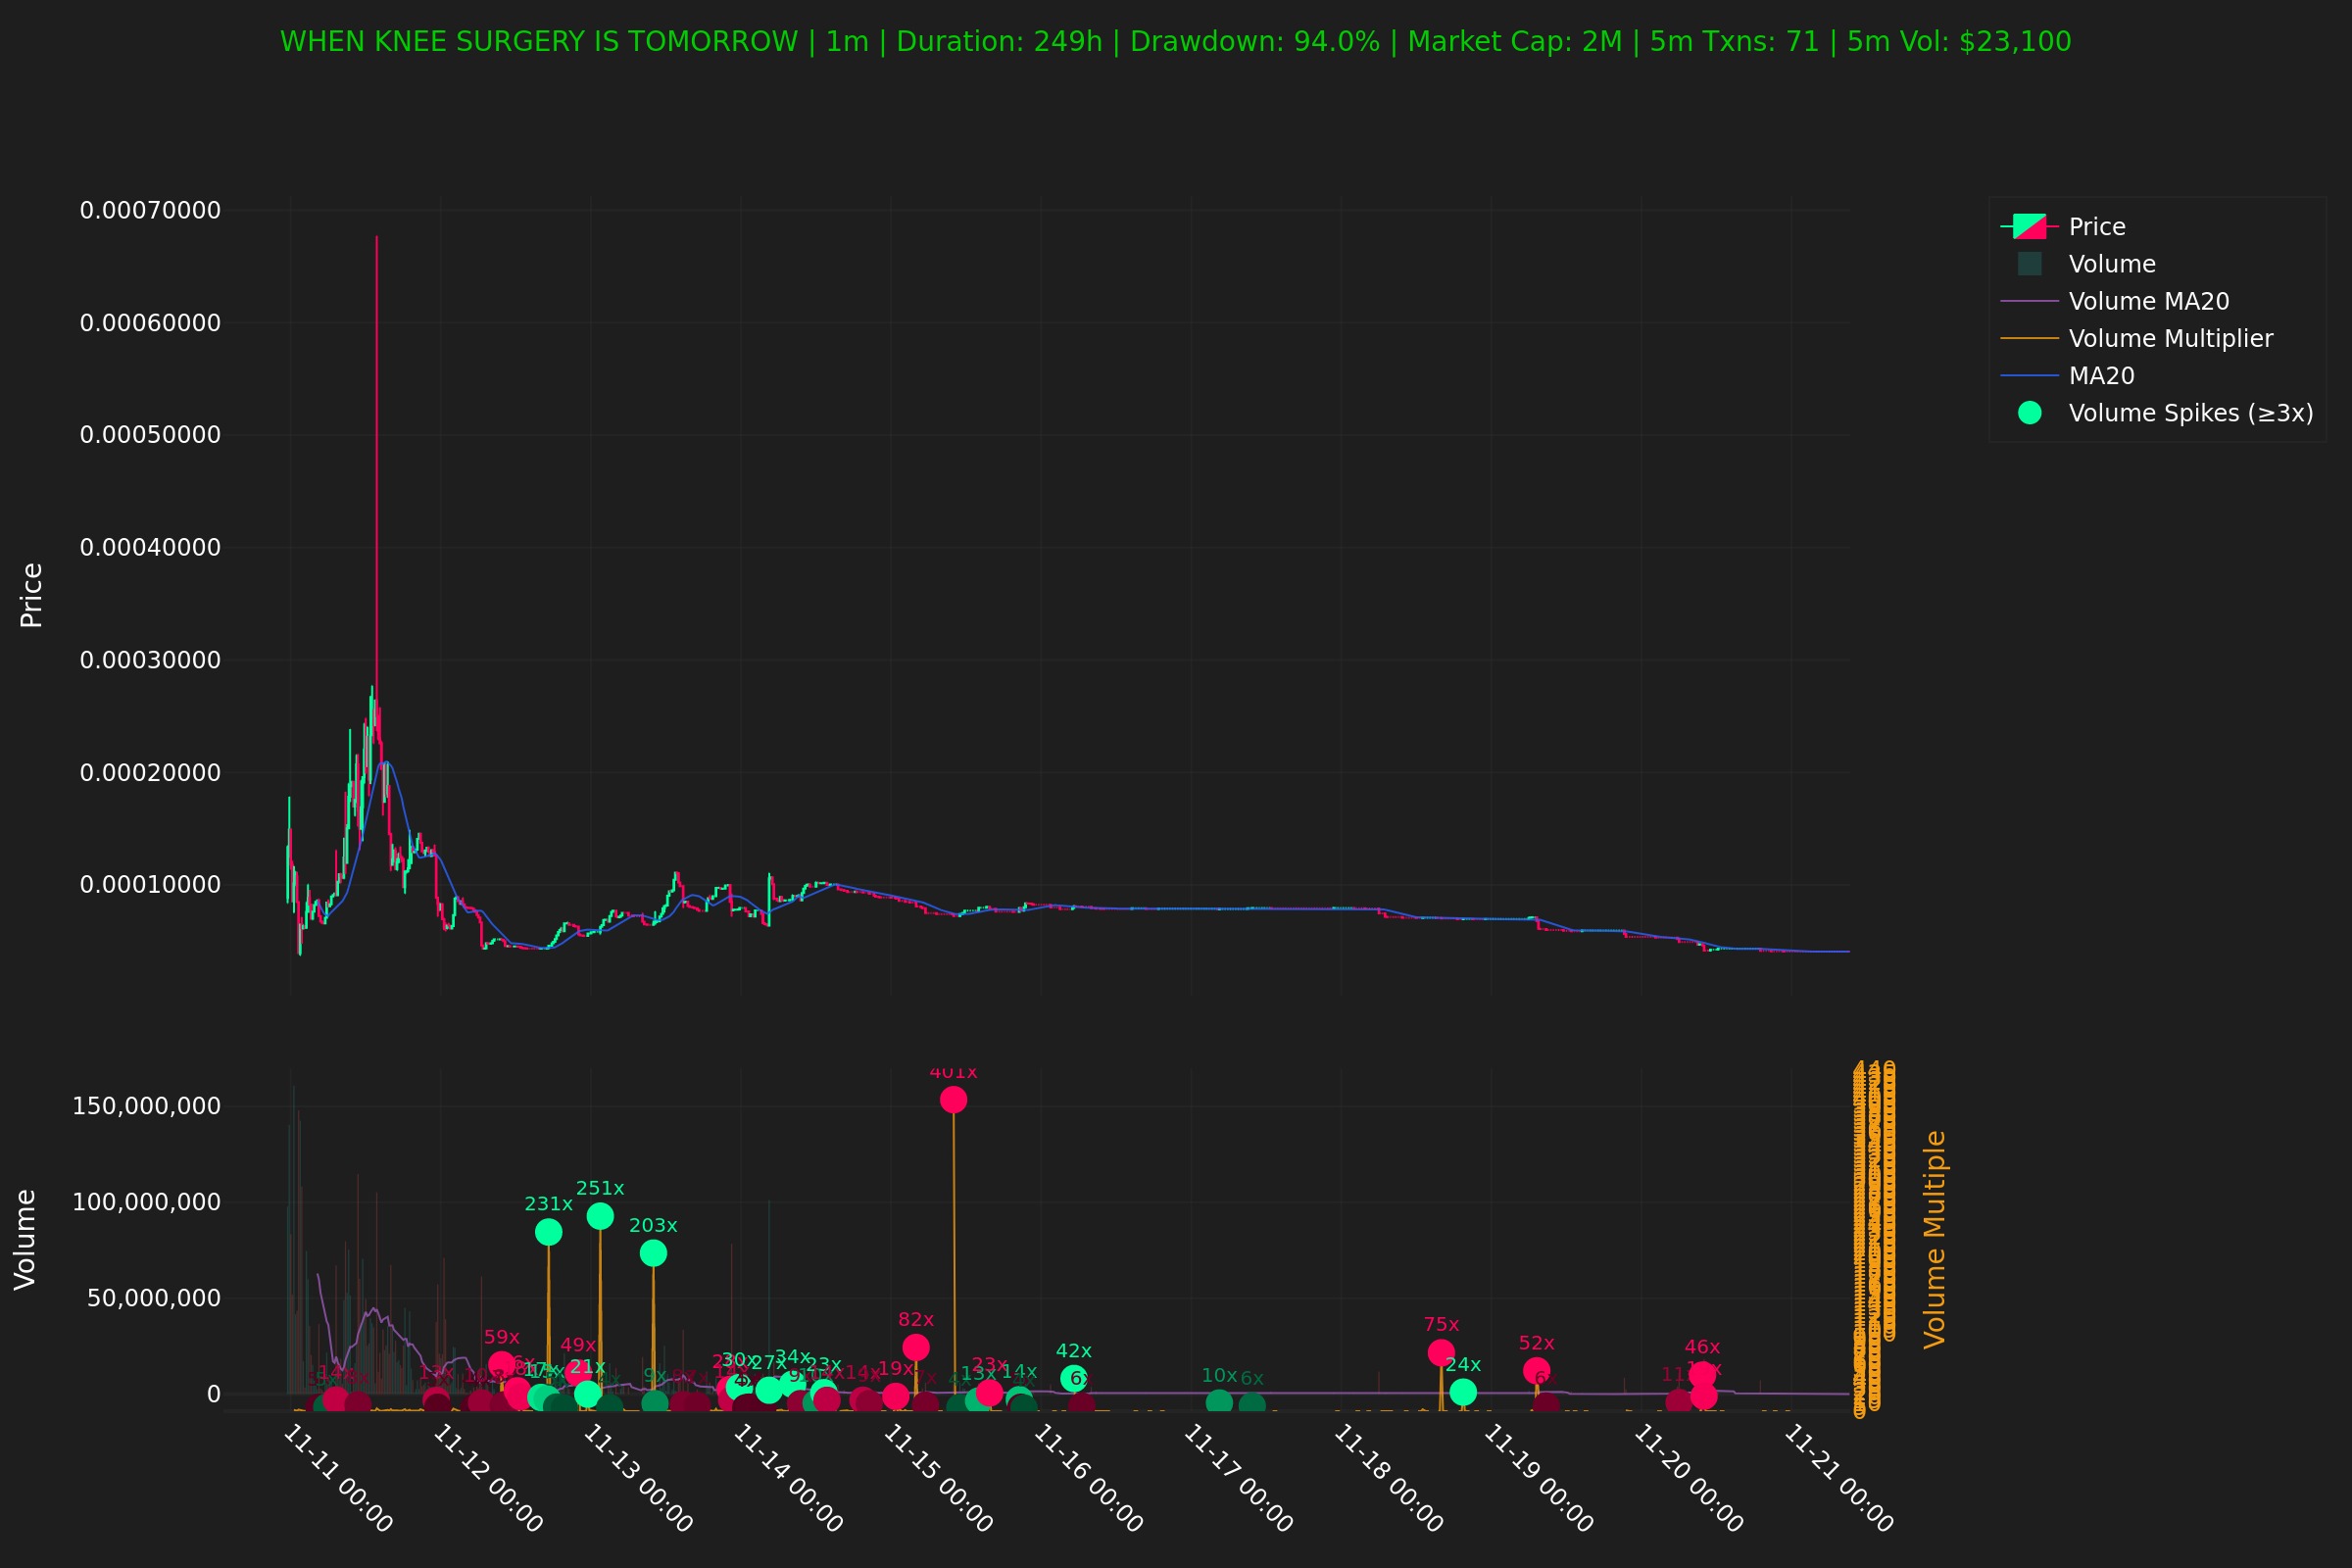 WHEN KNEE SURGERY IS TOMORROW | 1m | Duration: 249h | Drawdown: 94.0% | Market Cap: 2M | 5m Txns: 71 | 5m Vol: $23,100
Price
0.00070000
0.00060000
0.00050000
0.00040000
0.00030000
0.00020000
0.00010000
Price
Volume
Volume MA20
Volume Multiplier
MA20
Volume Spikes (≥3x)
Volume
150,000,000
100,000,000
50,000,000
0
401x
251x
231x
203x
82x
75x
59x
52x
49x
46x
42x
34x
30x
27x
24x
23x
23x
21x
19x
17x
14x
14x
13x
13x
10x
9x
6x
6x
Volume Multiple
11-11 00:00
11-12 00:00
11-13 00:00
11-14 00:00
11-15 00:00
11-16 00:00
11-17 00:00
11-18 00:00
11-19 00:00
11-20 00:00
11-21 00:00